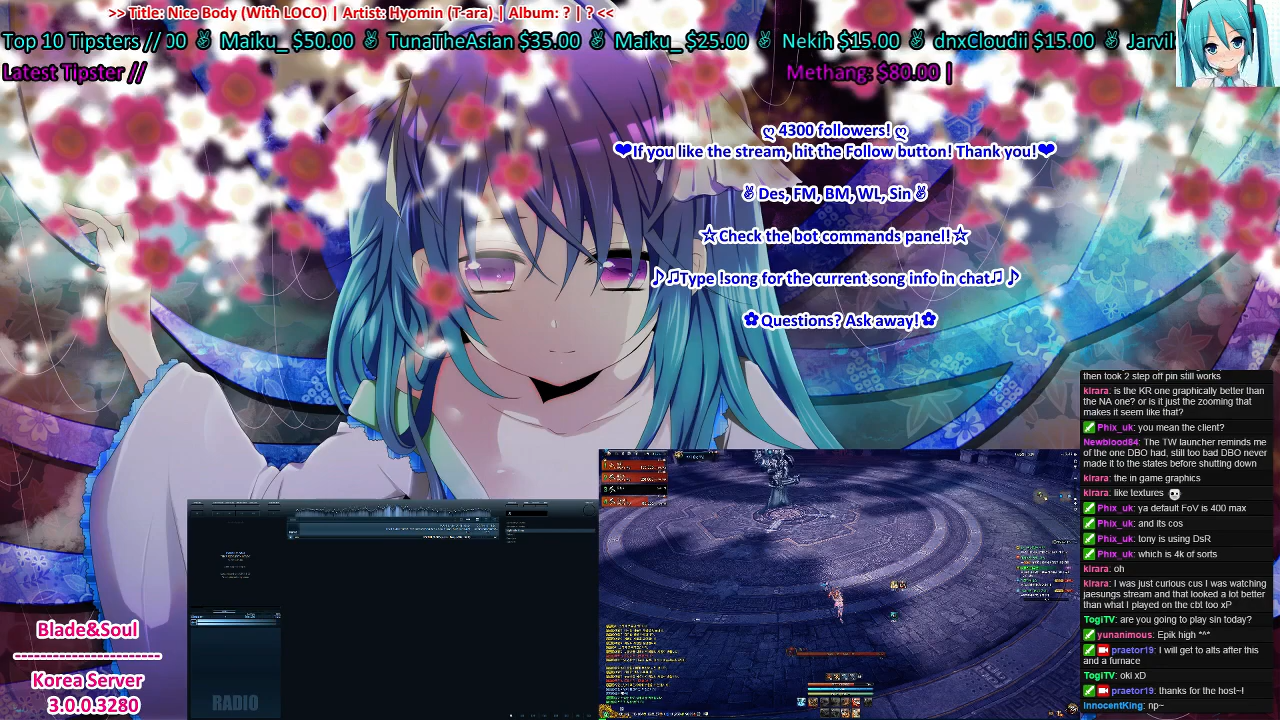 >> Title: Nice Body (With LOCO) | Artist: Hyomin (T-ara) | Album: ? | ? <<
Top 10 Tipsters // 00 ✌ Maiku_ $50.00 ✌ TunaTheAsian $35.00 ✌ Maiku_ $25.00 ✌ Nekih $15.00 ✌ dnxCloudii $15.00 ✌ Jarvil
Latest Tipster // Methang: $80.00 |
ღ 4300 followers! ღ
❤If you like the stream, hit the Follow button! Thank you!❤
✌Des, FM, BM, WL, Sin✌
☆Check the bot commands panel!☆
♪♫Type !song for the current song info in chat♫♪
✿Questions? Ask away!✿
then took 2 step off pin still works
kIrara: is the KR one graphically better than
the NA one? or is it just the zooming that
makes it seem like that?
Phix_uk: you mean the client?
Newblood84: The TW launcher reminds me
of the one DBO had, still too bad DBO never
made it to the states before shutting down
kIrara: the in game graphics
kIrara: like textures
Phix_uk: ya default FoV is 400 max
Phix_uk: and its cos
Phix_uk: tony is using DsR
Phix_uk: which is 4k of sorts
kIrara: oh
kIrara: I was just curious cus I was watching
aesungs stream and that looked a lot better
than what I played on the cbt too xP
TogiTV: are you going to play sin today?
yunanimous: Epik high ^^*
praetor19: I will get to alts after this
and a furnace
TogiTV: oki xD
praetor19: thanks for the host~!
InnocentKing: np~
Blade&Soul
----------------------
Korea Server
3.0.0.3280
RADIO